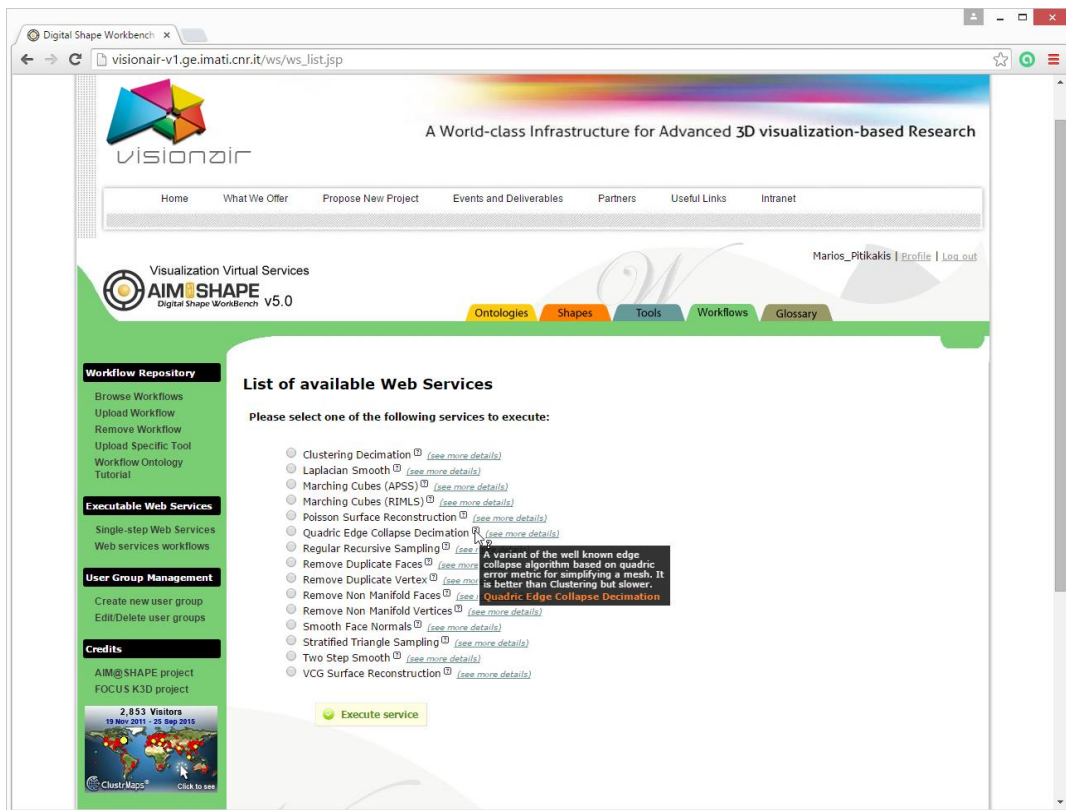 Digital Shape Workbench
visionair-v1.ge.imati.cnr.it/ws/ws_list.jsp
visionair
A World-class Infrastructure for Advanced 3D visualization-based Research
Home What We Offer Propose New Project Events and Deliverables Partners Useful Links Intranet
Marios_Pitikakis | Profile | Log out
Visualization Virtual Services
AIM@SHAPE
Digital Shape WorkBench v5.0
Ontologies Shapes Tools Workflows Glossary
Workflow Repository
Browse Workflows
Upload Workflow
Remove Workflow
Upload Specific Tool
Workflow Ontology
Tutorial
Executable Web Services
Single-step Web Services
Web services workflows
User Group Management
Create new user group
Edit/Delete user groups
Credits
AIM@SHAPE project
FOCUS K3D project
2,853 Visitors
19 Nov 2011 - 25 Sep 2015
ClustrMaps® Click to see
List of available Web Services
Please select one of the following services to execute:
Clustering Decimation [?] (see more details)
Laplacian Smooth [?] (see more details)
Marching Cubes (APSS) [?] (see more details)
Marching Cubes (RIMLS) [?] (see more details)
Poisson Surface Reconstruction [?] (see more details)
Quadric Edge Collapse Decimation [?] (see more details)
Regular Recursive Sampling [?] (see
Remove Duplicate Faces [?] (see more
Remove Duplicate Vertex [?] (see mor
Remove Non Manifold Faces [?] (see
Remove Non Manifold Vertices [?] (see more details)
Smooth Face Normals [?] (see more details)
Stratified Triangle Sampling [?] (see more details)
Two Step Smooth [?] (see more details)
VCG Surface Reconstruction [?] (see more details)
A variant of the well known edge
collapse algorithm based on quadric
error metric for simplifying a mesh. It
is better than Clustering but slower.
Quadric Edge Collapse Decimation
Execute service